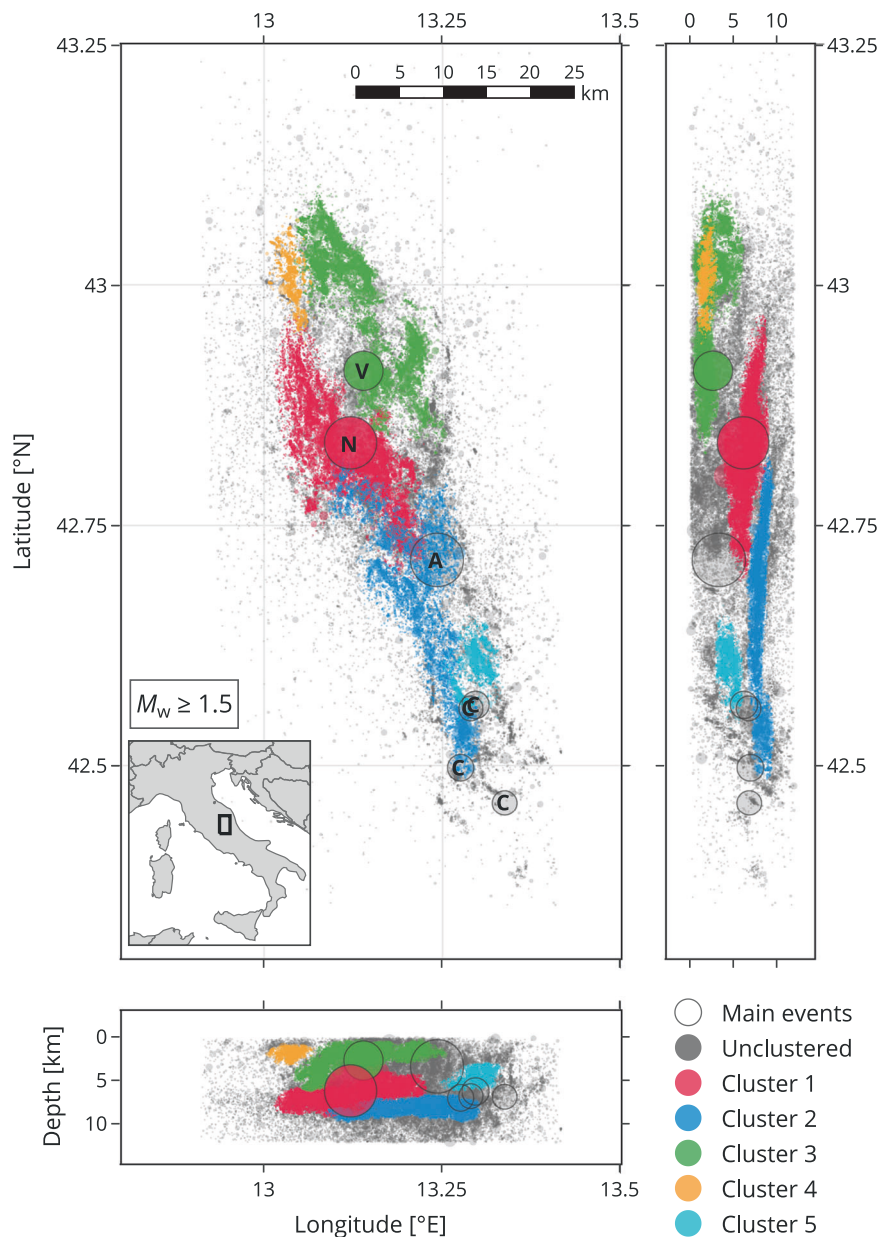 13 13.25 13.5
0 5 10
43.25
43.25
0 5 10 15 20 25
km
43
43
V
N
Latitude [°N]
42.75
42.75
A
M_w ≥ 1.5
C C
42.5
42.5
C
C
Depth [km]
0
5
10
13 13.25 13.5
Longitude [°E]
Main events
Unclustered
Cluster 1
Cluster 2
Cluster 3
Cluster 4
Cluster 5